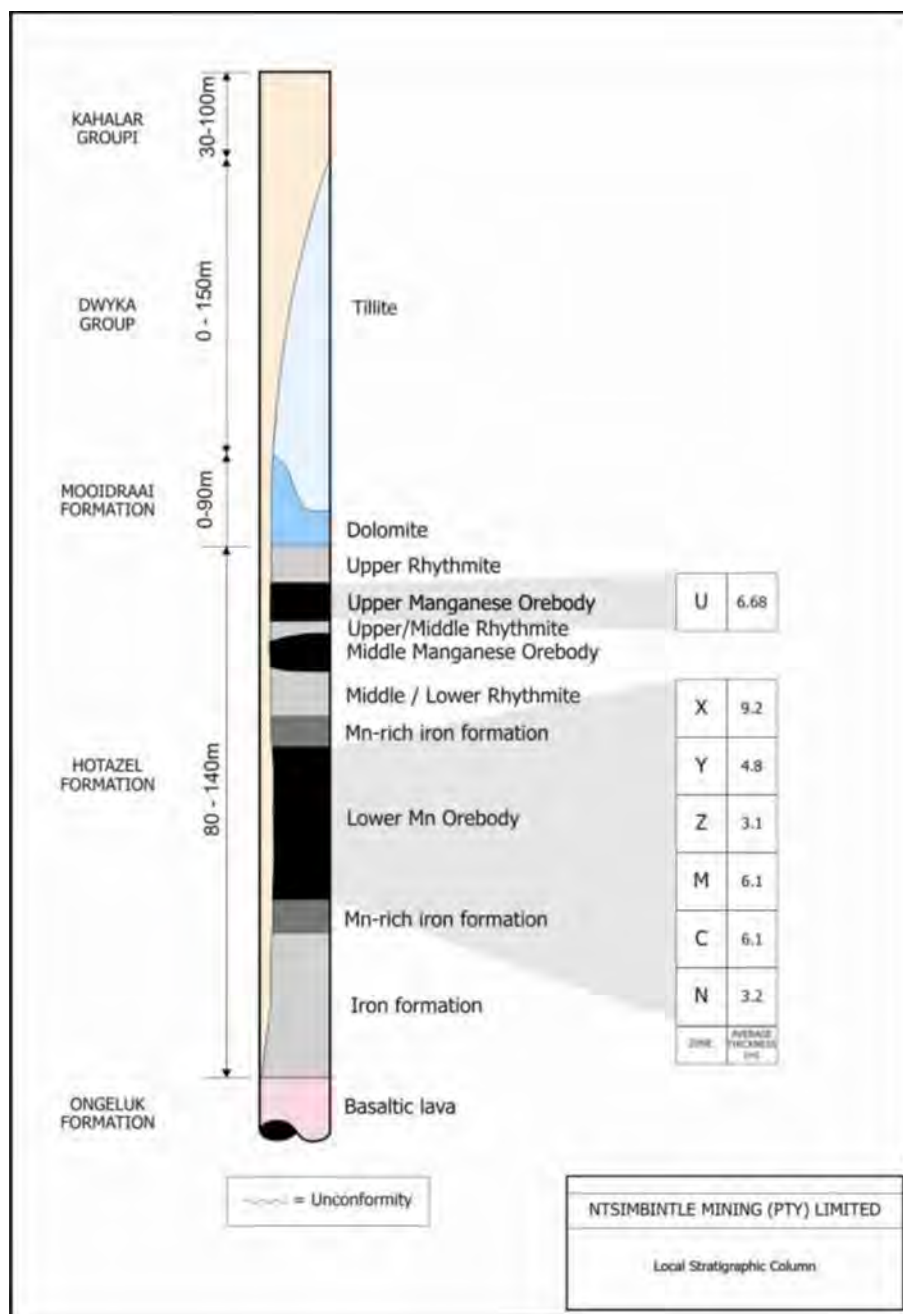 KAHALAR
GROUPI
30-100m
DWYKA
GROUP
0 - 150m
Tillite
MOOIDRAAI
FORMATION
0-90m
Dolomite
Upper Rhythmite
Upper Manganese Orebody
Upper/Middle Rhythmite
Middle Manganese Orebody
U 6.68
Middle / Lower Rhythmite
Mn-rich iron formation
HOTAZEL
FORMATION
80 - 140m
Lower Mn Orebody
Mn-rich iron formation
Iron formation
X 9.2
Y 4.8
Z 3.1
M 6.1
C 6.1
N 3.2
ZONE
AVERAGE
THICKNESS
(m)
ONGELUK
FORMATION
Basaltic lava
= Unconformity
NTSIMBINTLE MINING (PTY) LIMITED
Local Stratigraphic Column